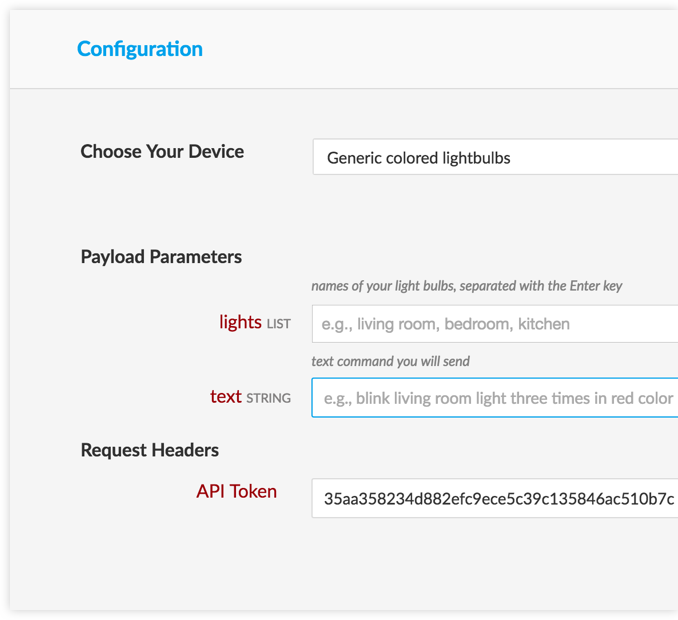 Configuration
Choose Your Device
Generic colored lightbulbs
Payload Parameters
names of your light bulbs, separated with the Enter key
lights LIST
e.g., living room, bedroom, kitchen
text command you will send
text STRING
e.g., blink living room light three times in red color
Request Headers
API Token
35aa358234d882efc9ece5c39c135846ac510b7c